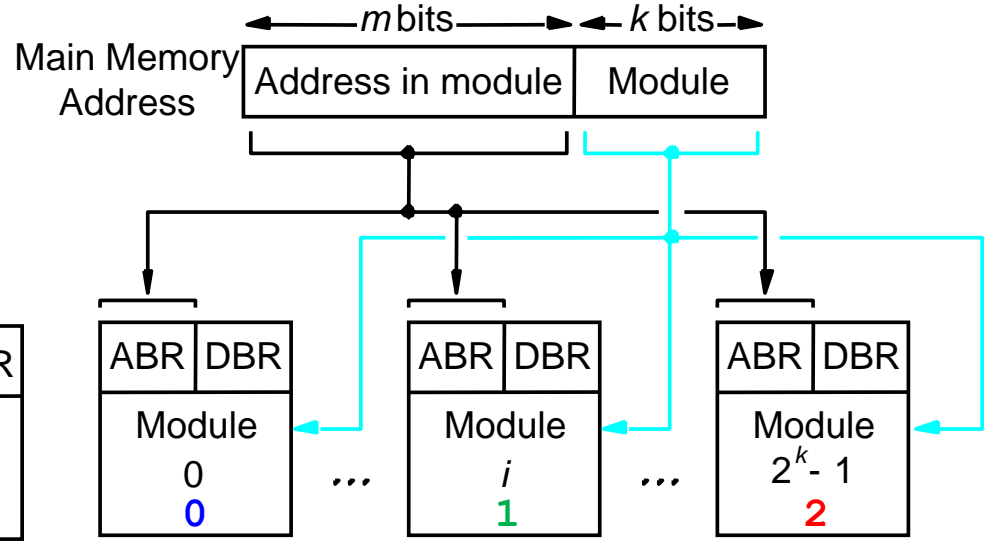 m bits k bits
Main Memory Address
Address in module Module
R
ABR DBR ABR DBR ABR DBR
Module Module Module
0 ... i ... 2^k - 1
0 1 2